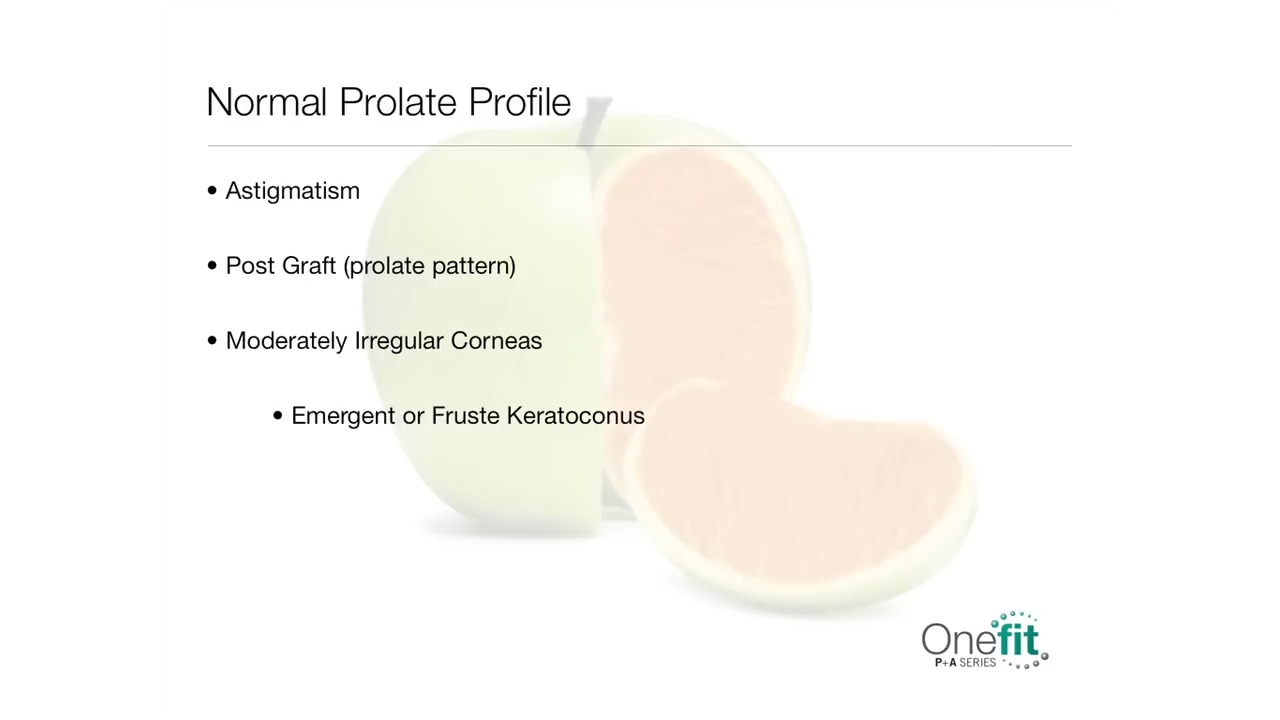 Normal Prolate Profile
• Astigmatism
• Post Graft (prolate pattern)
• Moderately Irregular Corneas
• Emergent or Fruste Keratoconus
Onefit
P+A SERIES